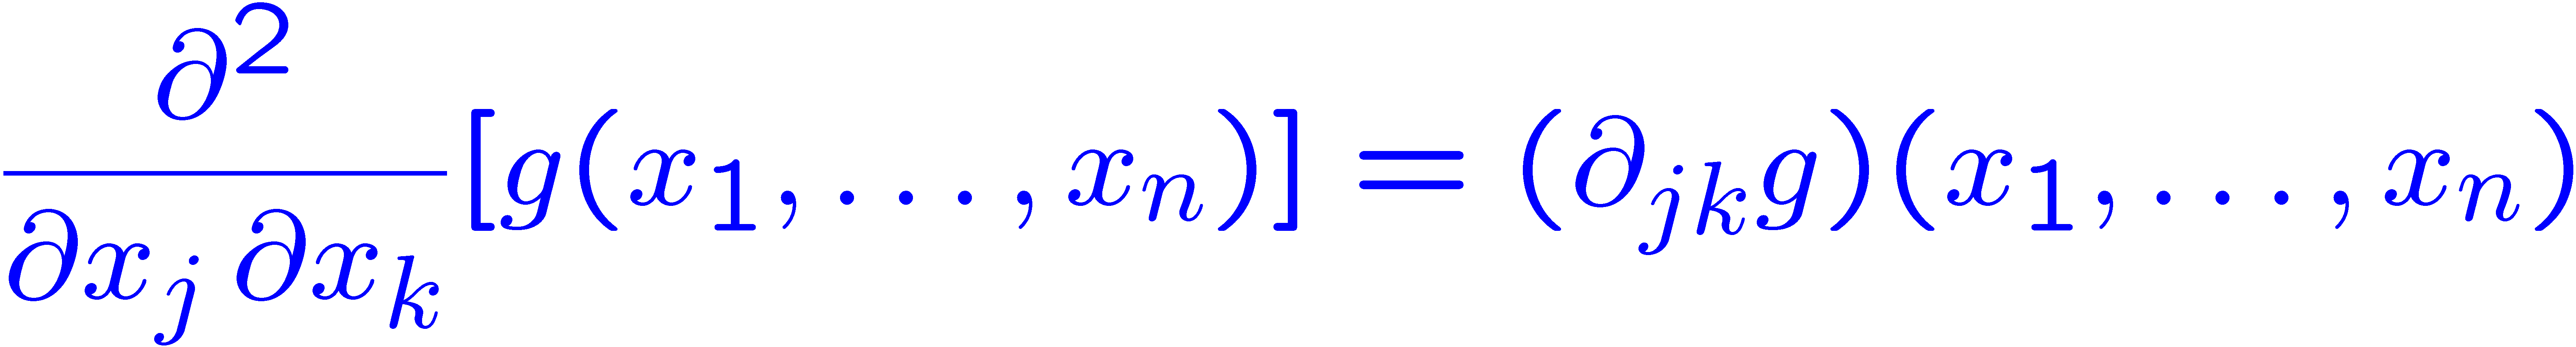 \frac{\partial^2}{\partial x_j \, \partial x_k} [g(x_1, \ldots, x_n)] = (\partial_{jk} g)(x_1, \ldots, x_n)